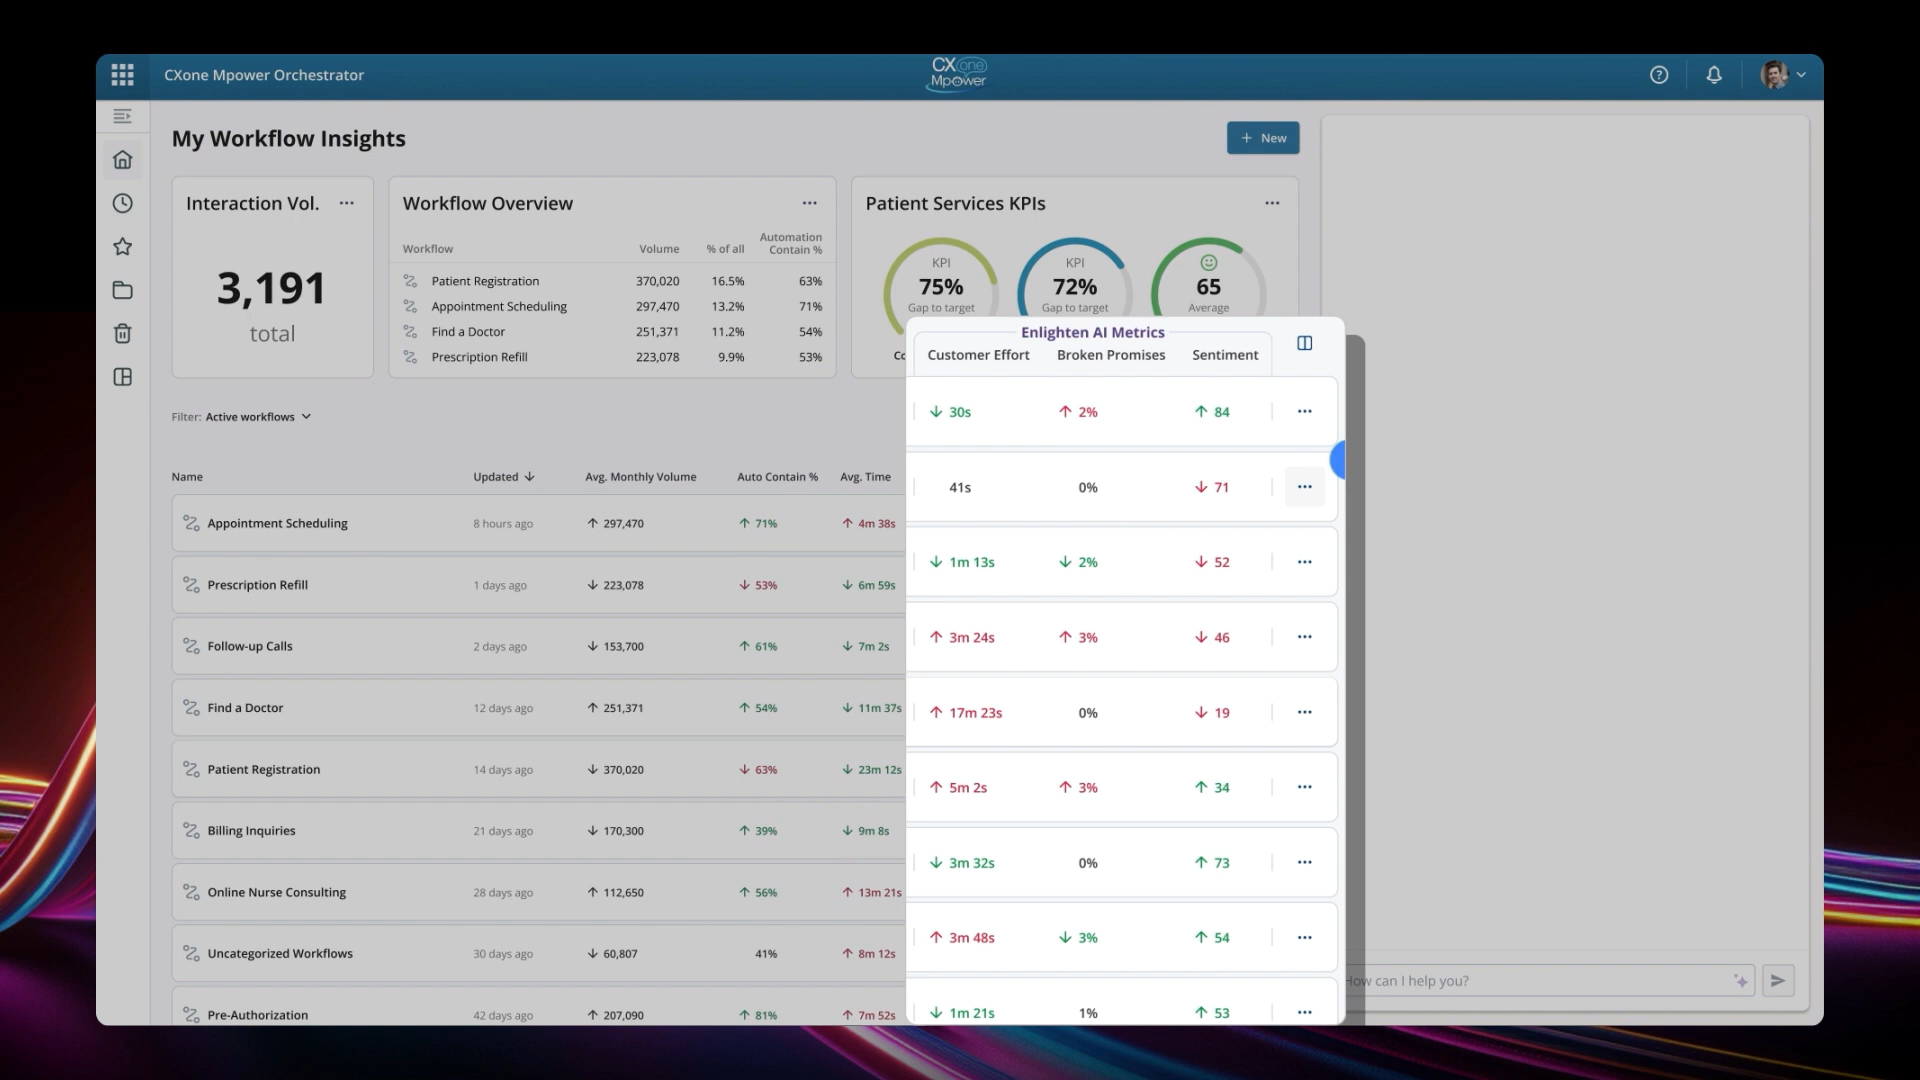 CXone Mpower Orchestrator
CXone
Mpower
My Workflow Insights
+ New
Interaction Vol.
3,191
total
Workflow Overview
Workflow Volume % of all Automation Contain %
Patient Registration 370,020 16.5% 63%
Appointment Scheduling 297,470 13.2% 71%
Find a Doctor 251,371 11.2% 54%
Prescription Refill 223,078 9.9% 53%
Patient Services KPIs
KPI KPI
75% 72% 65
Gap to target Gap to target Average
Enlighten AI Metrics
Customer Effort Broken Promises Sentiment
Filter: Active workflows
Name Updated Avg. Monthly Volume Auto Contain % Avg. Time
Appointment Scheduling 8 hours ago ↑ 297,470 ↑ 71% ↑ 4m 38s
Prescription Refill 1 days ago ↓ 223,078 ↓ 53% ↓ 6m 59s
Follow-up Calls 2 days ago ↓ 153,700 ↑ 61% ↓ 7m 2s
Find a Doctor 12 days ago ↑ 251,371 ↑ 54% ↓ 11m 37s
Patient Registration 14 days ago ↓ 370,020 ↓ 63% ↓ 23m 12s
Billing Inquiries 21 days ago ↓ 170,300 ↑ 39% ↓ 9m 8s
Online Nurse Consulting 28 days ago ↑ 112,650 ↑ 56% ↑ 13m 21s
Uncategorized Workflows 30 days ago ↓ 60,807 41% ↑ 8m 12s
Pre-Authorization 42 days ago ↑ 207,090 ↑ 81% ↑ 7m 52s
↓ 30s ↑ 2% ↑ 84
41s 0% ↓ 71
↓ 1m 13s ↓ 2% ↓ 52
↑ 3m 24s ↑ 3% ↓ 46
↑ 17m 23s 0% ↓ 19
↑ 5m 2s ↑ 3% ↑ 34
↓ 3m 32s 0% ↑ 73
↑ 3m 48s ↓ 3% ↑ 54
↓ 1m 21s 1% ↑ 53
How can I help you?